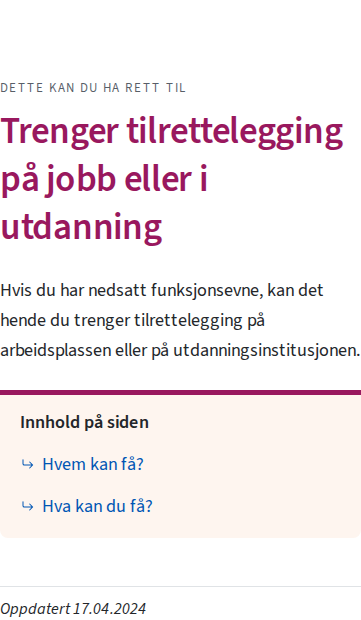 DETTE KAN DU HA RETT TIL
Trenger tilrettelegging
på jobb eller i
utdanning
Hvis du har nedsatt funksjonsevne, kan det
hende du trenger tilrettelegging på
arbeidsplassen eller på utdanningsinstitusjonen.
Innhold på siden
Hvem kan få?
Hva kan du få?
Oppdatert 17.04.2024